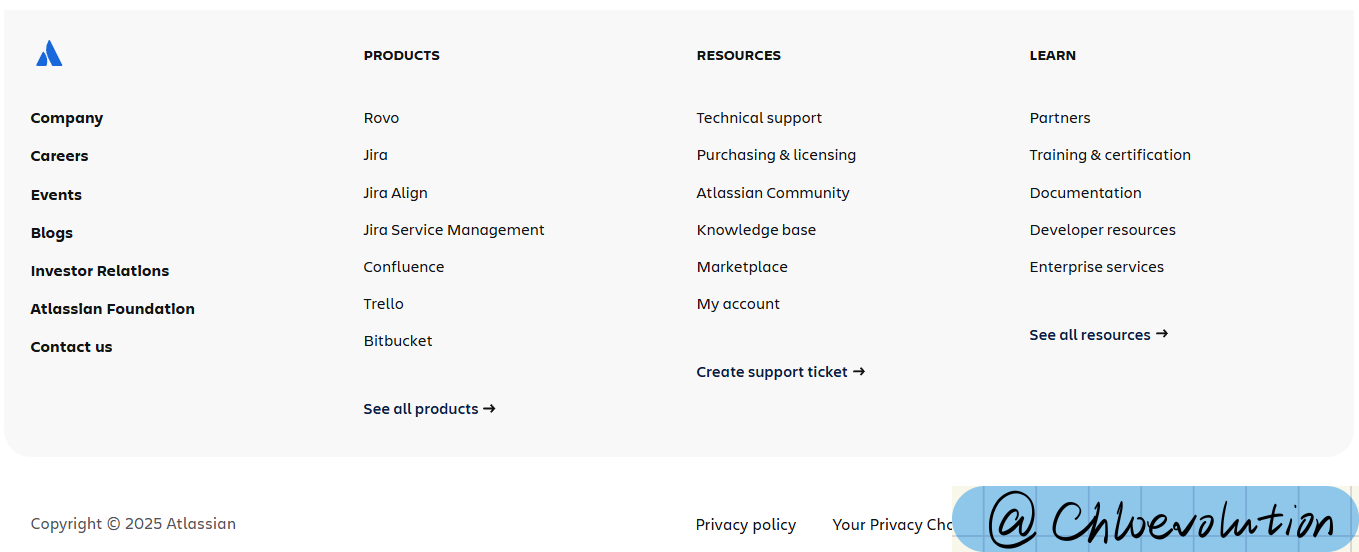 Company
Careers
Events
Blogs
Investor Relations
Atlassian Foundation
Contact us
PRODUCTS
Rovo
Jira
Jira Align
Jira Service Management
Confluence
Trello
Bitbucket
See all products →
RESOURCES
Technical support
Purchasing & licensing
Atlassian Community
Knowledge base
Marketplace
My account
Create support ticket →
LEARN
Partners
Training & certification
Documentation
Developer resources
Enterprise services
See all resources →
Copyright © 2025 Atlassian
Privacy policy
Your Privacy
@Chloevolution